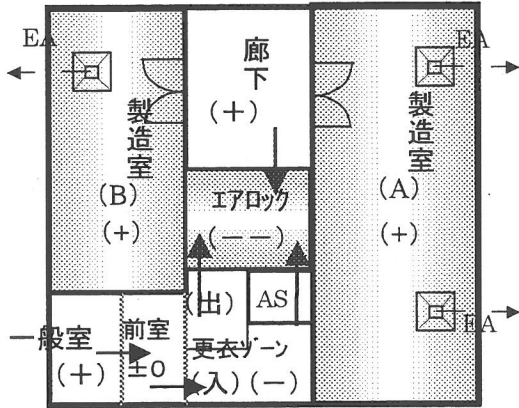 EA
EA
廊下
(+)
製造室
(B)
(+)
製造室
(A)
(+)
エアロック
(−−)
(出)
AS
EA
一般室
(+)
前室
±0
更衣ゾーン
(入)(−)